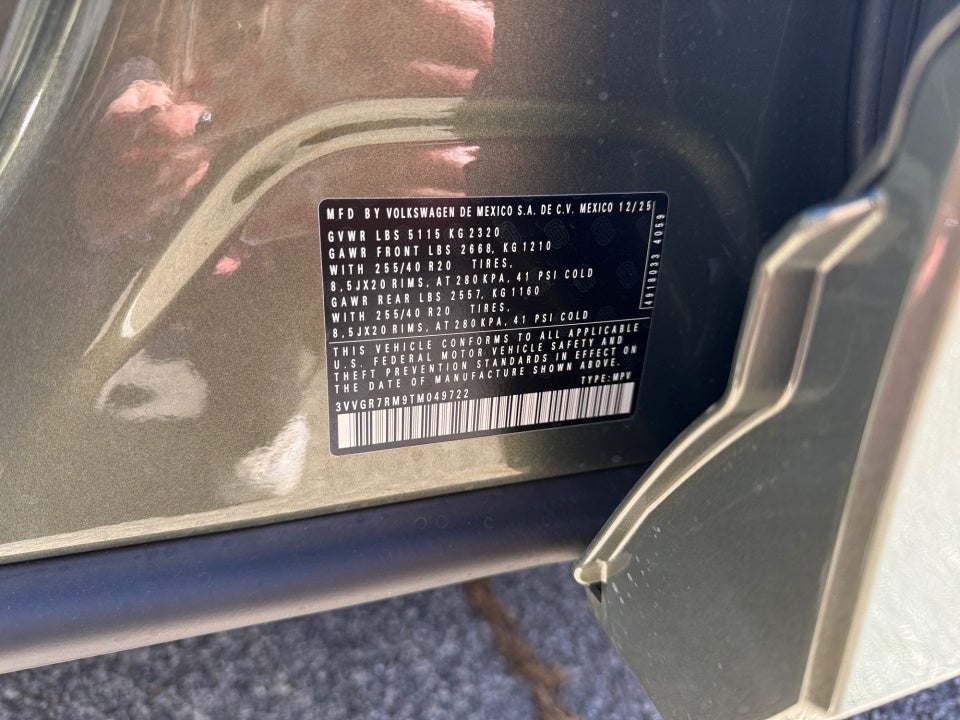 MFD BY VOLKSWAGEN DE MEXICO S.A. DE C.V. MEXICO 12/25
GVWR LBS 5115 KG 2320
GAWR FRONT LBS 2668, KG 1210
WITH 255/40 R20 TIRES,
8,5JX20 RIMS, AT 280 KPA, 41 PSI COLD
GAWR REAR LBS 2557, KG 1160
WITH 255/40 R20 TIRES,
8,5JX20 RIMS, AT 280 KPA, 41 PSI COLD
4918033 4059
THIS VEHICLE CONFORMS TO ALL APPLICABLE
U.S. FEDERAL MOTOR VEHICLE SAFETY AND
THEFT PREVENTION STANDARDS IN EFFECT ON
THE DATE OF MANUFACTURE SHOWN ABOVE.
TYPE: MPV
3VVGR7RM9TM049722